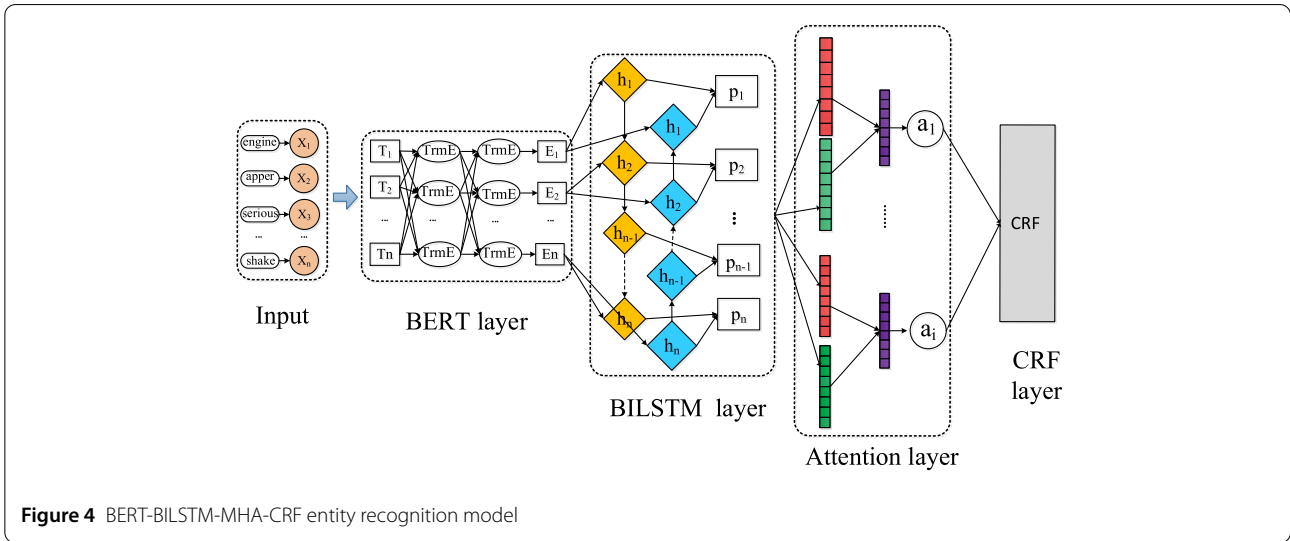 engine X1
apper X2
serious X3
... ...
shake Xn
Input
T1 TrmE TrmE E1
T2 TrmE TrmE E2
... ... ... ...
Tn TrmE TrmE En
BERT layer
h1
p1
h1
h2
p2
h2
hn-1
pn-1
hn-1
hn
pn
hn
BILSTM layer
a1
......
ai
Attention layer
CRF
CRF
layer
Figure 4 BERT-BILSTM-MHA-CRF entity recognition model